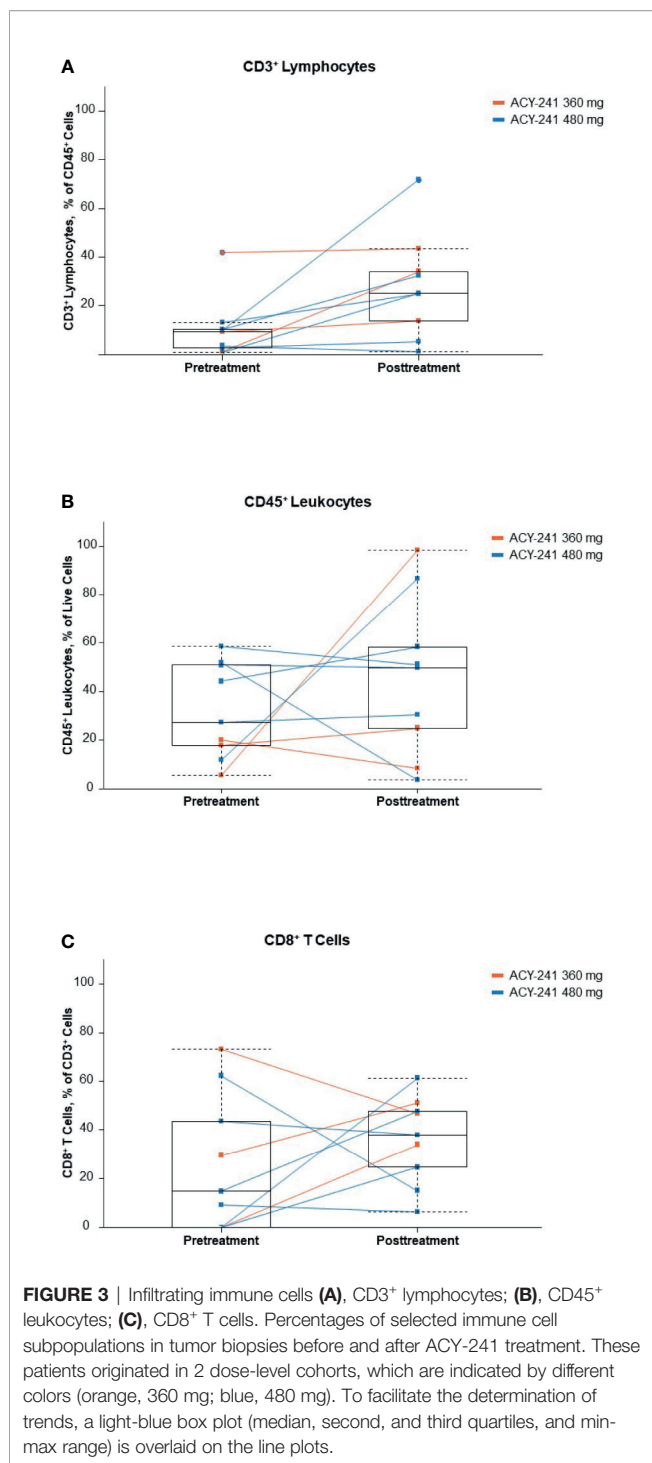 A
CD3⁺ Lymphocytes
ACY-241 360 mg
ACY-241 480 mg
CD3⁺ Lymphocytes, % of CD45⁺ Cells
100
80
60
40
20
Pretreatment
Posttreatment
B
CD45⁺ Leukocytes
ACY-241 360 mg
ACY-241 480 mg
CD45⁺ Leukocytes, % of Live Cells
100
80
60
40
20
0
Pretreatment
Posttreatment
C
CD8⁺ T Cells
ACY-241 360 mg
ACY-241 480 mg
CD8⁺ T Cells, % of CD3⁺ Cells
100
80
60
40
20
0
Pretreatment
Posttreatment
FIGURE 3 | Infiltrating immune cells (A), CD3⁺ lymphocytes; (B), CD45⁺
leukocytes; (C), CD8⁺ T cells. Percentages of selected immune cell
subpopulations in tumor biopsies before and after ACY-241 treatment. These
patients originated in 2 dose-level cohorts, which are indicated by different
colors (orange, 360 mg; blue, 480 mg). To facilitate the determination of
trends, a light-blue box plot (median, second, and third quartiles, and min-
max range) is overlaid on the line plots.